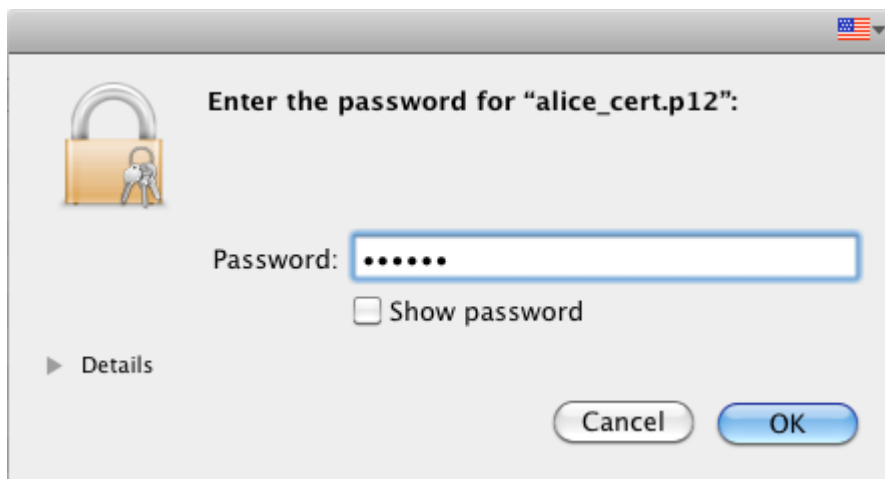 Enter the password for “alice_cert.p12”:
Password: ••••••
Show password
Details
Cancel OK